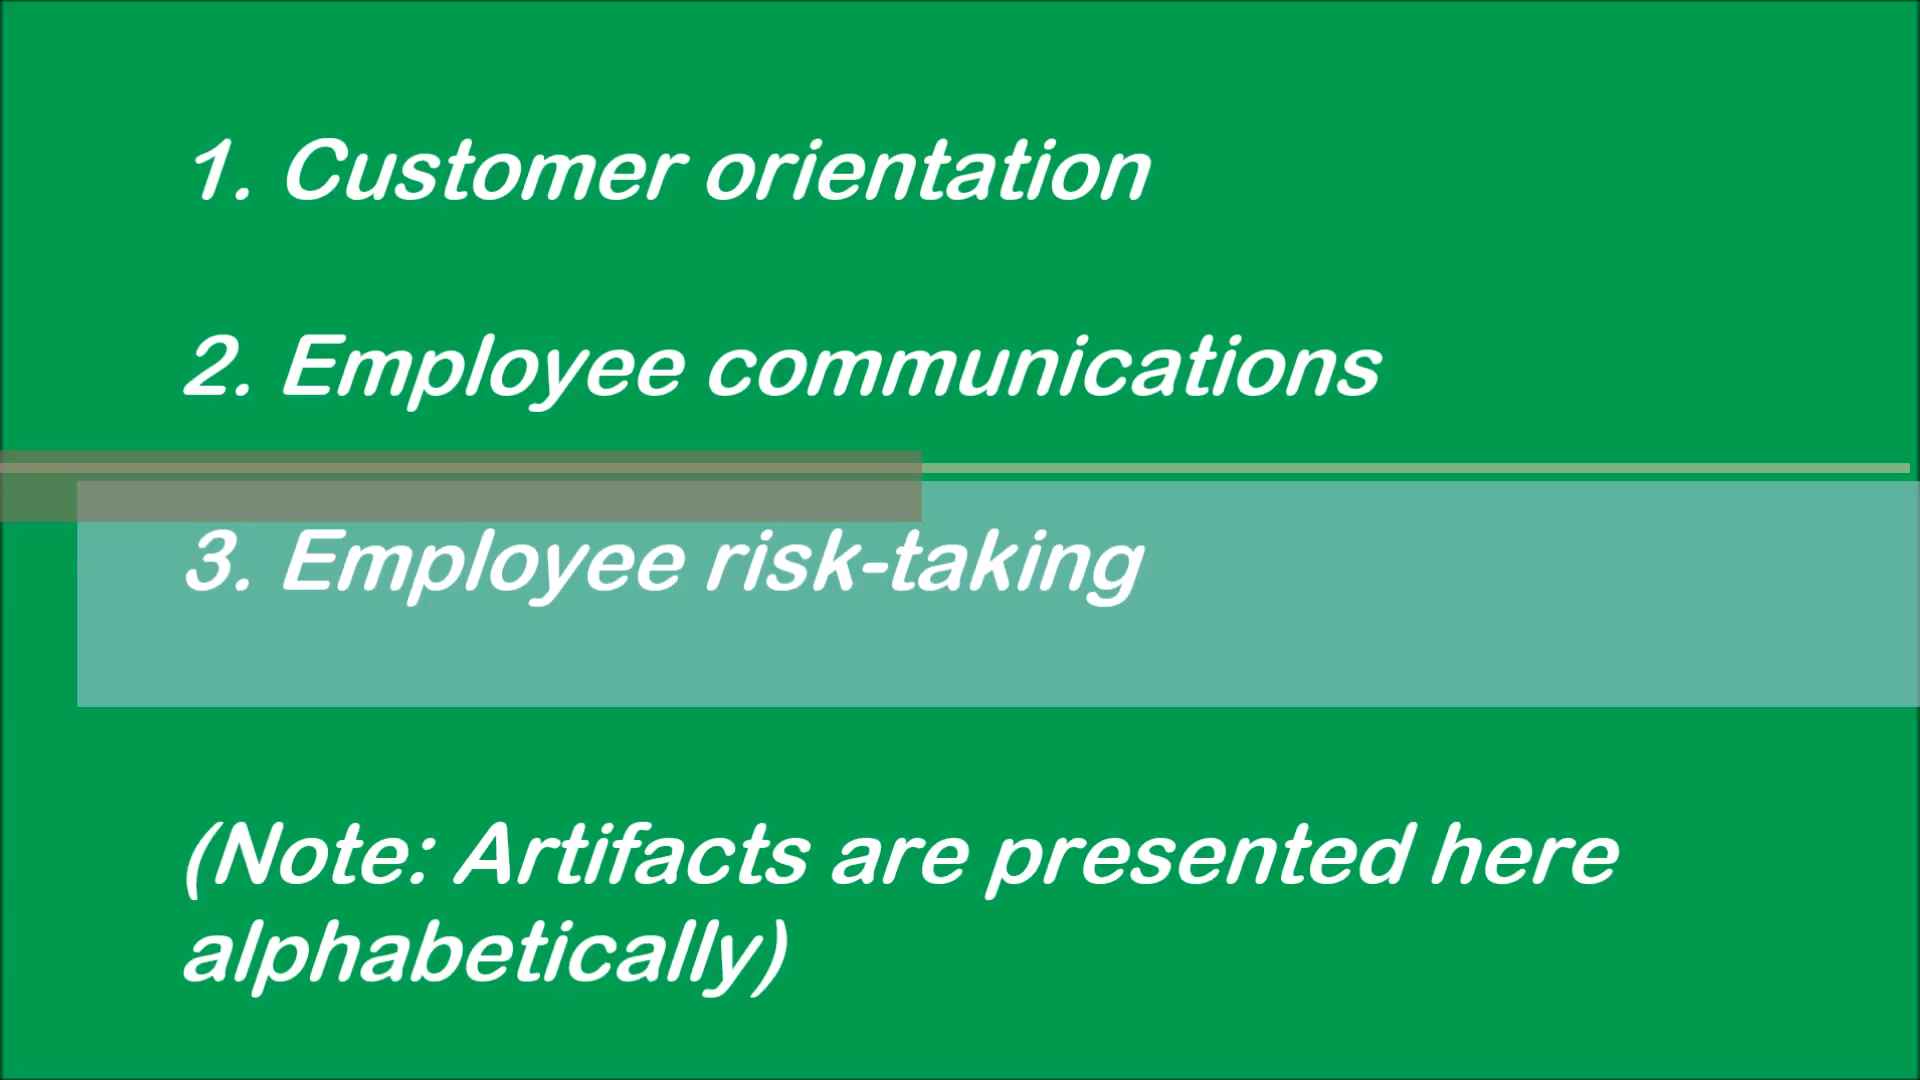 1. Customer orientation
2. Employee communications
3. Employee risk-taking
(Note: Artifacts are presented here
alphabetically)